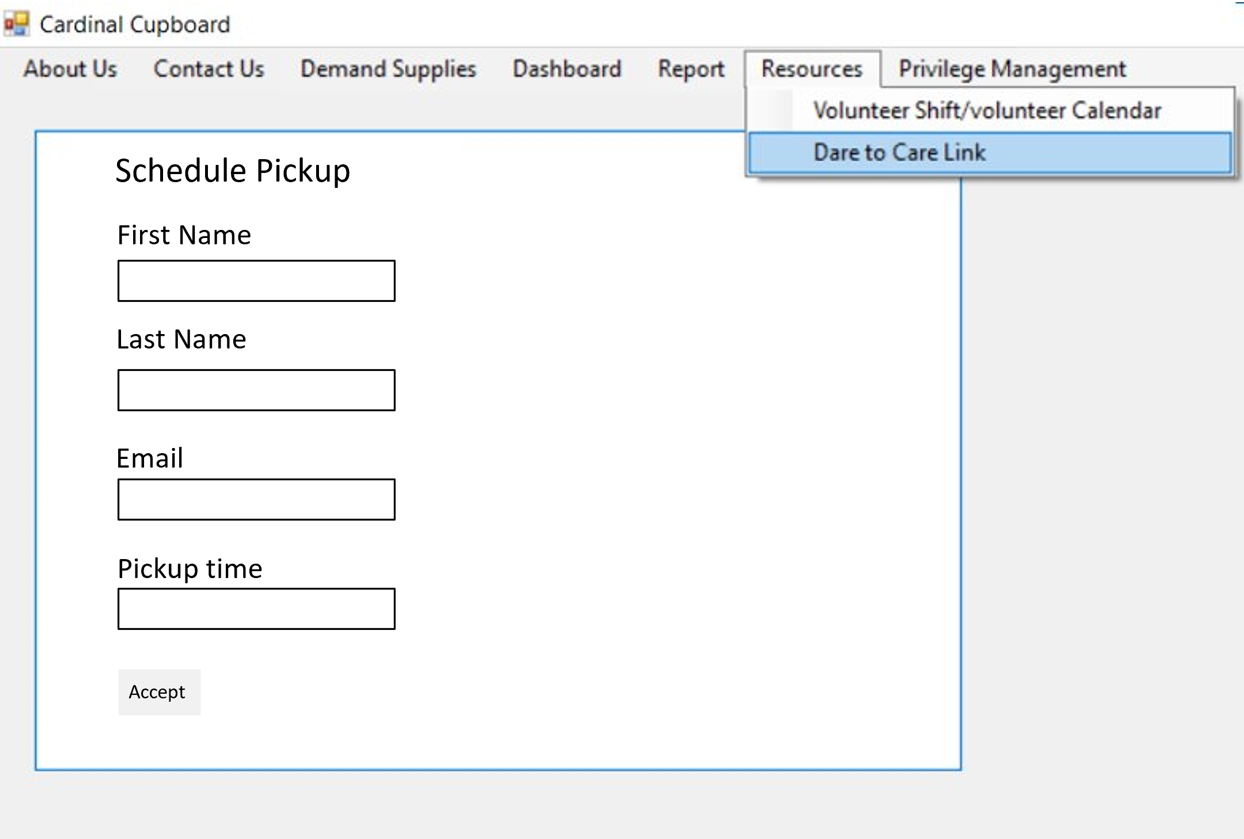 Cardinal Cupboard
About Us Contact Us Demand Supplies Dashboard Report Resources Privilege Management
Volunteer Shift/volunteer Calendar
Dare to Care Link
Schedule Pickup
First Name
Last Name
Email
Pickup time
Accept